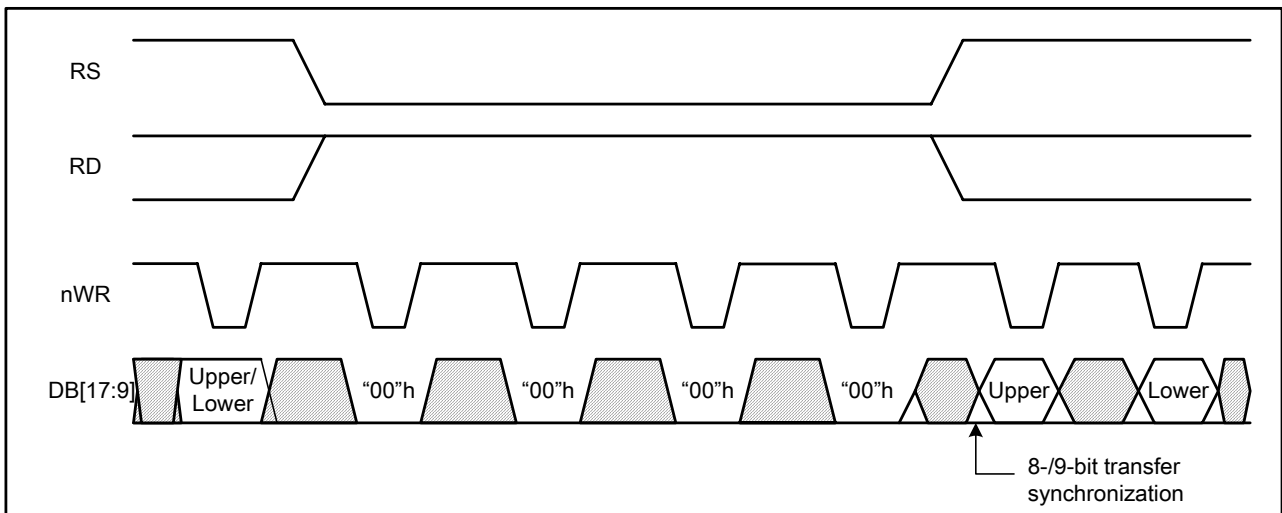 RS
RD
nWR
DB[17:9]
Upper/
Lower
“00”h
“00”h
“00”h
“00”h
Upper
Lower
8-/9-bit transfer
synchronization